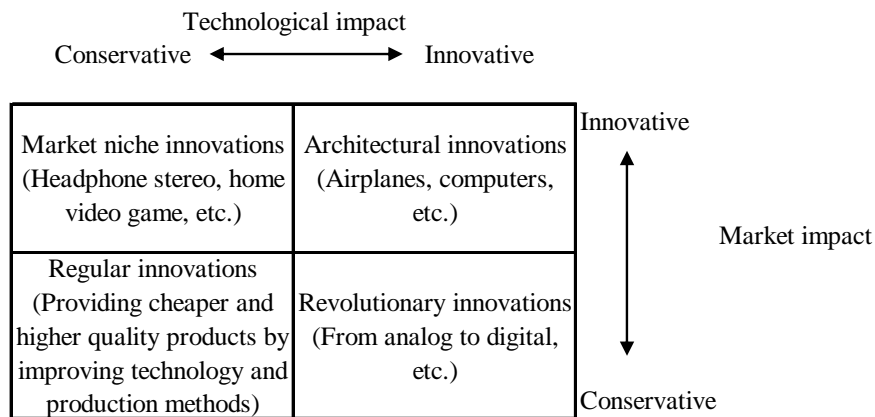 Technological impact
Conservative
Innovative
Market niche innovations
(Headphone stereo, home
video game, etc.)
Architectural innovations
(Airplanes, computers,
etc.)
Innovative
Market impact
Regular innovations
(Providing cheaper and
higher quality products by
improving technology and
production methods)
Revolutionary innovations
(From analog to digital,
etc.)
Conservative